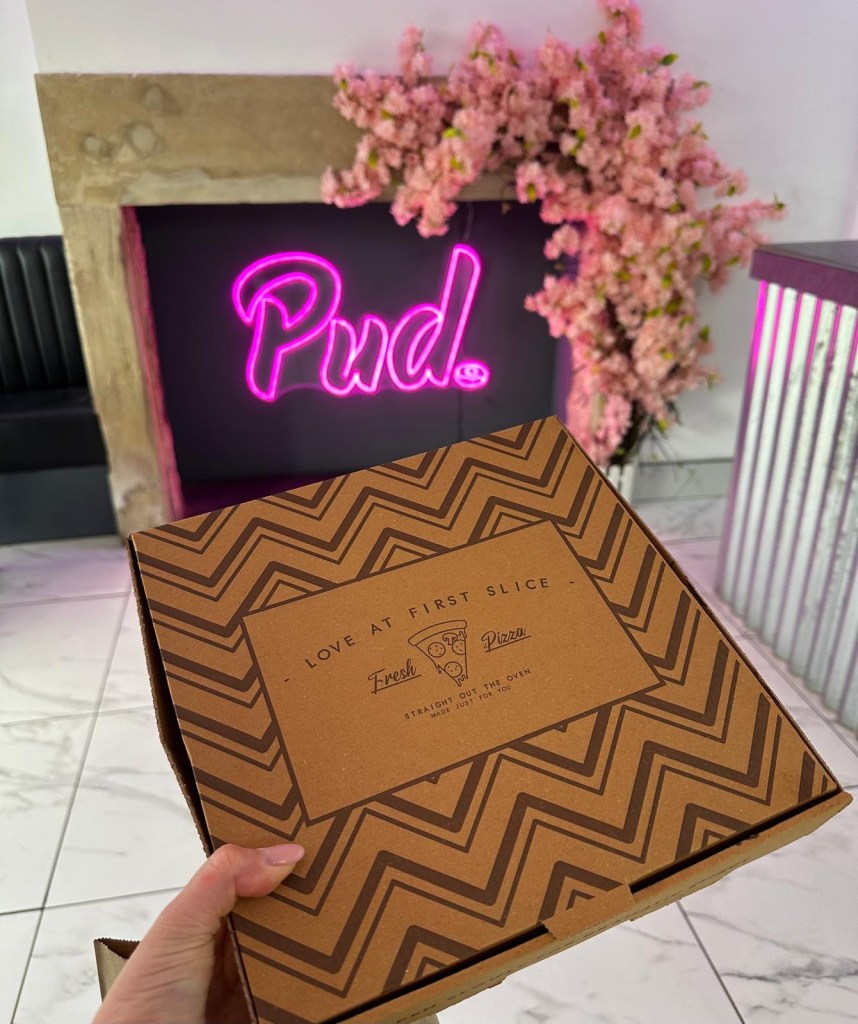 Pud.
- LOVE AT FIRST SLICE -
Fresh Pizza
STRAIGHT OUT THE OVEN
MADE JUST FOR YOU